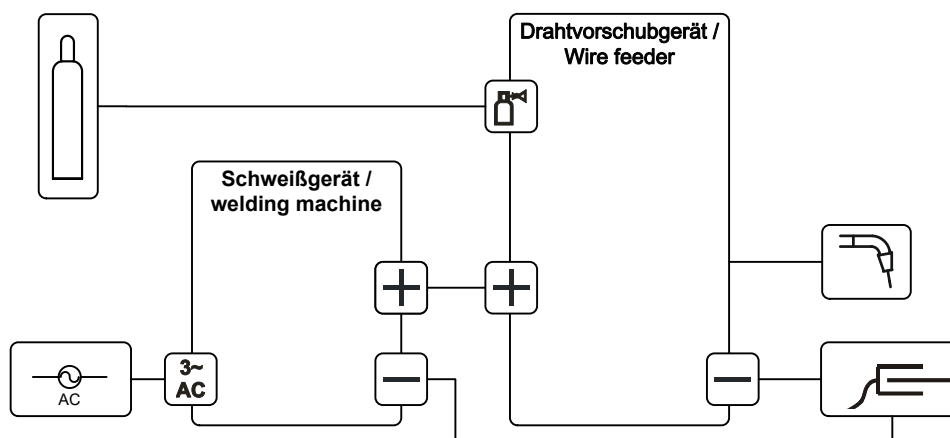 Drahtvorschubgerät /
Wire feeder
Schweißgerät /
welding machine
3~
AC
AC